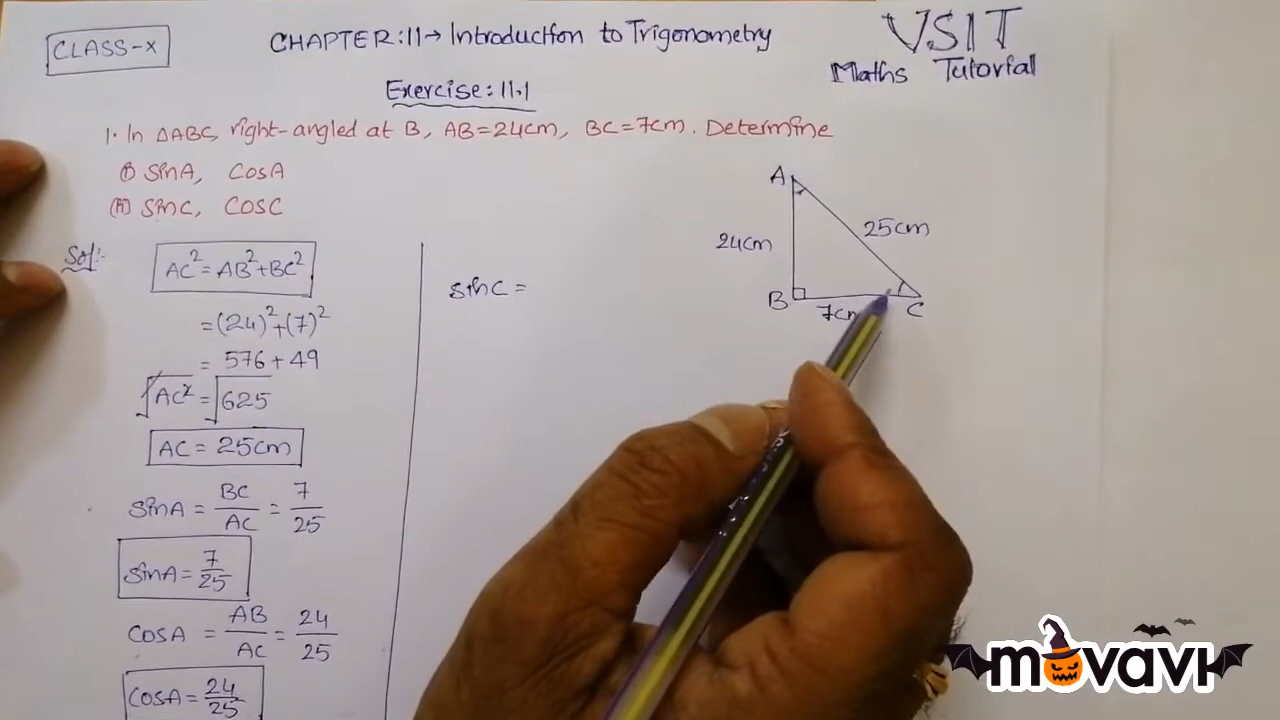 CLASS-X
CHAPTER:11→ Introduction to Trigonometry
VSIT
Maths Tutorial
Exercise:11.1
1. In ΔABC, right-angled at B, AB=24cm, BC=7cm. Determine
(i) sinA, CosA
(ii) sinC, COSC
Sol:-
AC²=AB²+BC²
=(24)²+(7)²
= 576+49
√AC² = √625
AC = 25cm
sinA = BC/AC = 7/25
sinA = 7/25
COSA = AB/AC = 24/25
COSA = 24/25
sinC =
A
24cm
25cm
B
7cm
C
movavi